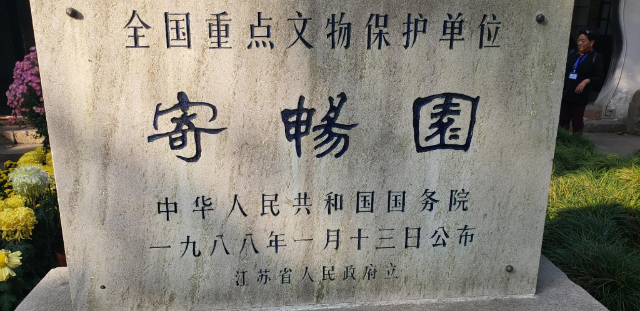 全国重点文物保护单位
寄畅园
中华人民共和国国务院
一九八八年一月十三日公布
江苏省人民政府立